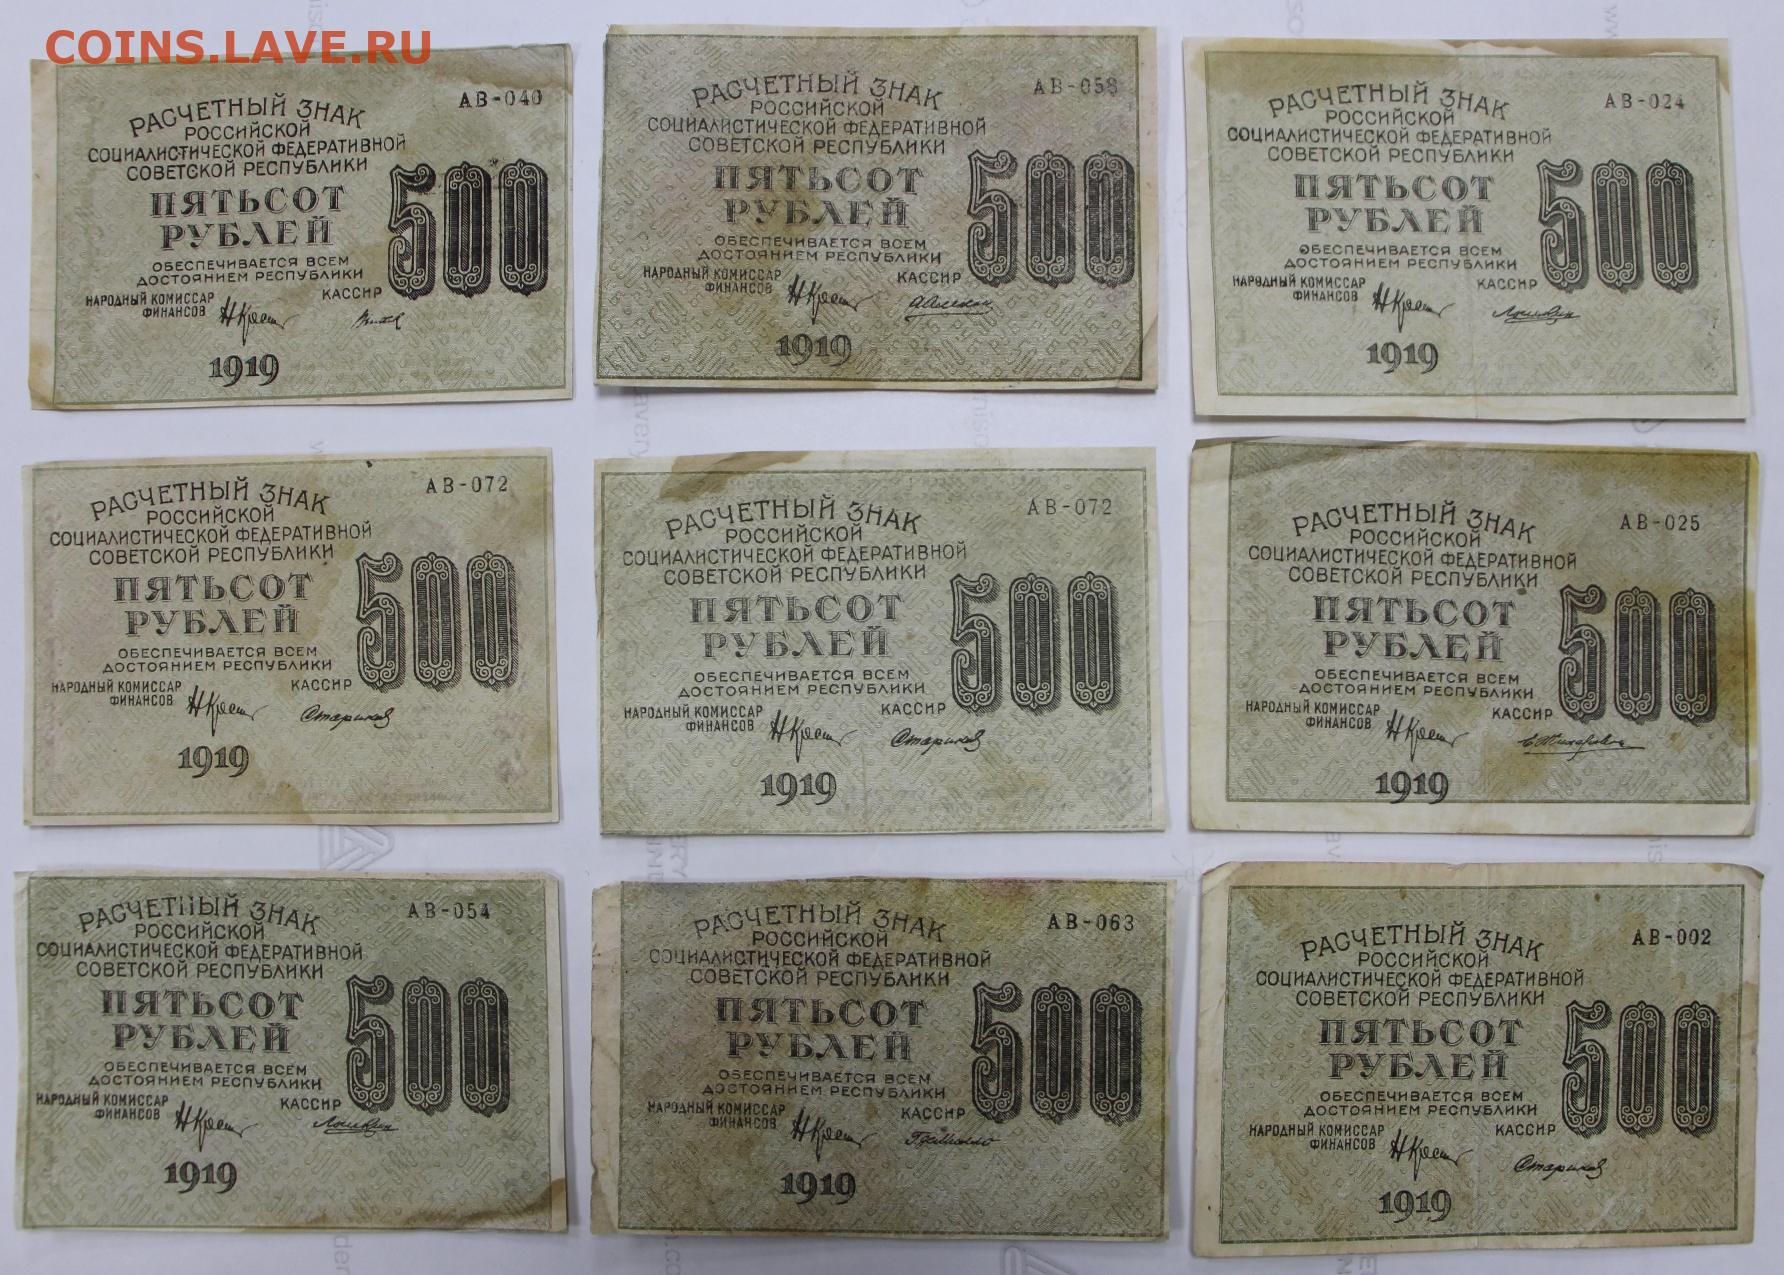 COINS.LAVE.RU
АВ-040
РАСЧЕТНЫЙ ЗНАК
РОССИЙСКОЙ
СОЦИАЛИСТИЧЕСКОЙ ФЕДЕРАТИВНОЙ
СОВЕТСКОЙ РЕСПУБЛИКИ
ПЯТЬСОТ
РУБЛЕЙ
500
ОБЕСПЕЧИВАЕТСЯ ВСЕМ
ДОСТОЯНИЕМ РЕСПУБЛИКИ
НАРОДНЫЙ КОМИССАР
ФИНАНСОВ
КАССИР
1919
АВ-058
РАСЧЕТНЫЙ ЗНАК
РОССИЙСКОЙ
СОЦИАЛИСТИЧЕСКОЙ ФЕДЕРАТИВНОЙ
СОВЕТСКОЙ РЕСПУБЛИКИ
ПЯТЬСОТ
РУБЛЕЙ
500
ОБЕСПЕЧИВАЕТСЯ ВСЕМ
ДОСТОЯНИЕМ РЕСПУБЛИКИ
НАРОДНЫЙ КОМИССАР
ФИНАНСОВ
КАССИР
1919
АВ-024
РАСЧЕТНЫЙ ЗНАК
РОССИЙСКОЙ
СОЦИАЛИСТИЧЕСКОЙ ФЕДЕРАТИВНОЙ
СОВЕТСКОЙ РЕСПУБЛИКИ
ПЯТЬСОТ
РУБЛЕЙ
500
ОБЕСПЕЧИВАЕТСЯ ВСЕМ
ДОСТОЯНИЕМ РЕСПУБЛИКИ
НАРОДНЫЙ КОМИССАР
ФИНАНСОВ
КАССИР
1919
АВ-072
РАСЧЕТНЫЙ ЗНАК
РОССИЙСКОЙ
СОЦИАЛИСТИЧЕСКОЙ ФЕДЕРАТИВНОЙ
СОВЕТСКОЙ РЕСПУБЛИКИ
ПЯТЬСОТ
РУБЛЕЙ
500
ОБЕСПЕЧИВАЕТСЯ ВСЕМ
ДОСТОЯНИЕМ РЕСПУБЛИКИ
НАРОДНЫЙ КОМИССАР
ФИНАНСОВ
КАССИР
Стариков
1919
АВ-072
РАСЧЕТНЫЙ ЗНАК
РОССИЙСКОЙ
СОЦИАЛИСТИЧЕСКОЙ ФЕДЕРАТИВНОЙ
СОВЕТСКОЙ РЕСПУБЛИКИ
ПЯТЬСОТ
РУБЛЕЙ
500
ОБЕСПЕЧИВАЕТСЯ ВСЕМ
ДОСТОЯНИЕМ РЕСПУБЛИКИ
НАРОДНЫЙ КОМИССАР
ФИНАНСОВ
КАССИР
Стариков
1919
АВ-025
РАСЧЕТНЫЙ ЗНАК
РОССИЙСКОЙ
СОЦИАЛИСТИЧЕСКОЙ ФЕДЕРАТИВНОЙ
СОВЕТСКОЙ РЕСПУБЛИКИ
ПЯТЬСОТ
РУБЛЕЙ
500
ОБЕСПЕЧИВАЕТСЯ ВСЕМ
ДОСТОЯНИЕМ РЕСПУБЛИКИ
НАРОДНЫЙ КОМИССАР
ФИНАНСОВ
КАССИР
1919
АВ-054
РАСЧЕТНЫЙ ЗНАК
РОССИЙСКОЙ
СОЦИАЛИСТИЧЕСКОЙ ФЕДЕРАТИВНОЙ
СОВЕТСКОЙ РЕСПУБЛИКИ
ПЯТЬСОТ
РУБЛЕЙ
500
ОБЕСПЕЧИВАЕТСЯ ВСЕМ
ДОСТОЯНИЕМ РЕСПУБЛИКИ
НАРОДНЫЙ КОМИССАР
ФИНАНСОВ
КАССИР
1919
АВ-063
РАСЧЕТНЫЙ ЗНАК
РОССИЙСКОЙ
СОЦИАЛИСТИЧЕСКОЙ ФЕДЕРАТИВНОЙ
СОВЕТСКОЙ РЕСПУБЛИКИ
ПЯТЬСОТ
РУБЛЕЙ
500
ОБЕСПЕЧИВАЕТСЯ ВСЕМ
ДОСТОЯНИЕМ РЕСПУБЛИКИ
НАРОДНЫЙ КОМИССАР
ФИНАНСОВ
КАССИР
1919
АВ-002
РАСЧЕТНЫЙ ЗНАК
РОССИЙСКОЙ
СОЦИАЛИСТИЧЕСКОЙ ФЕДЕРАТИВНОЙ
СОВЕТСКОЙ РЕСПУБЛИКИ
ПЯТЬСОТ
РУБЛЕЙ
500
ОБЕСПЕЧИВАЕТСЯ ВСЕМ
ДОСТОЯНИЕМ РЕСПУБЛИКИ
НАРОДНЫЙ КОМИССАР
ФИНАНСОВ
КАССИР
Стариков
1919